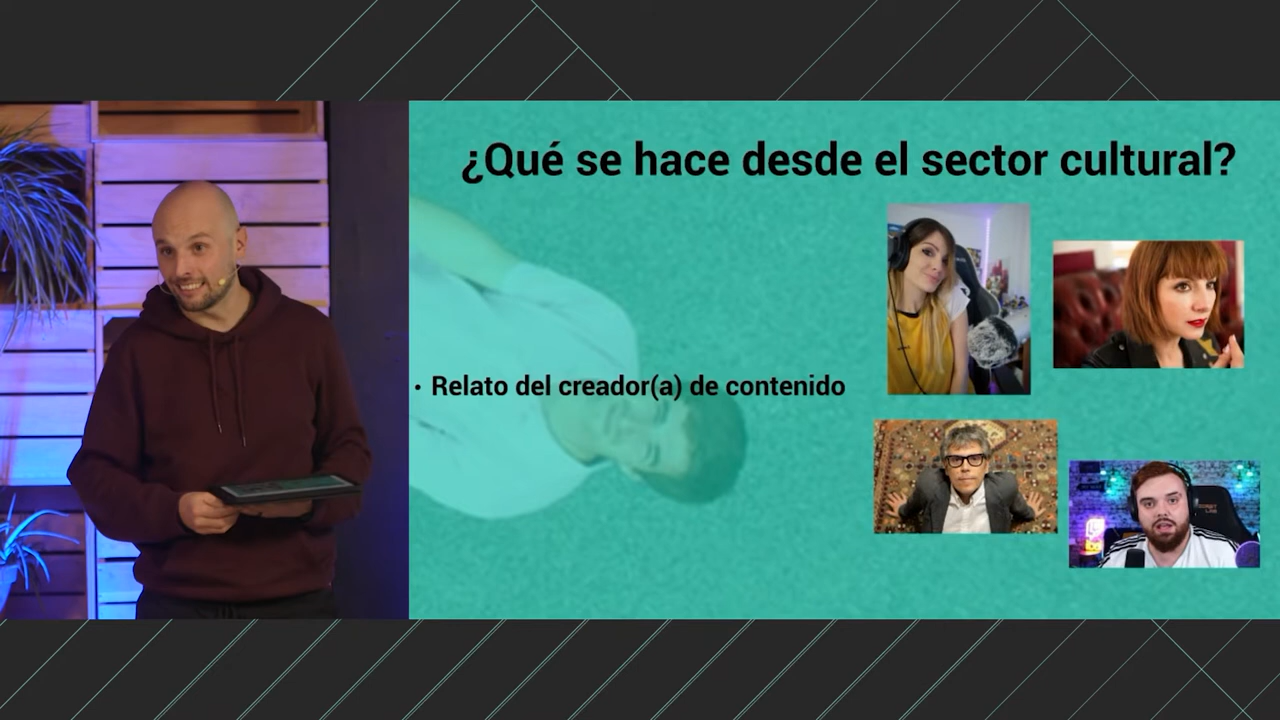 ¿Qué se hace desde el sector cultural?
• Relato del creador(a) de contenido